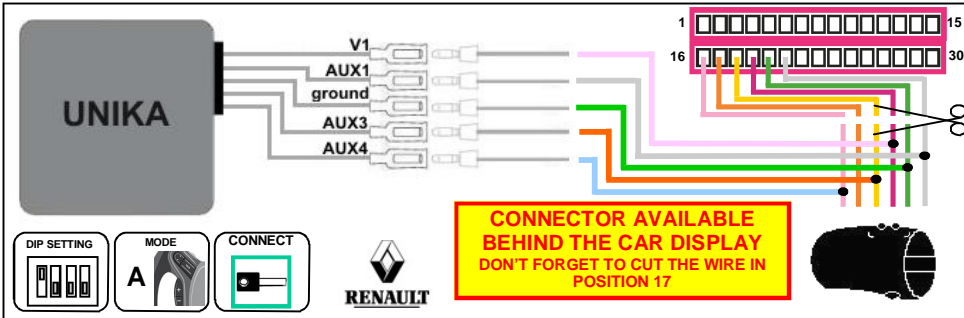 UNIKA
V1
AUX1
ground
AUX3
AUX4
1 15
16 30
DIP SETTING
MODE
A
CONNECT
RENAULT
CONNECTOR AVAILABLE
BEHIND THE CAR DISPLAY
DON'T FORGET TO CUT THE WIRE IN
POSITION 17